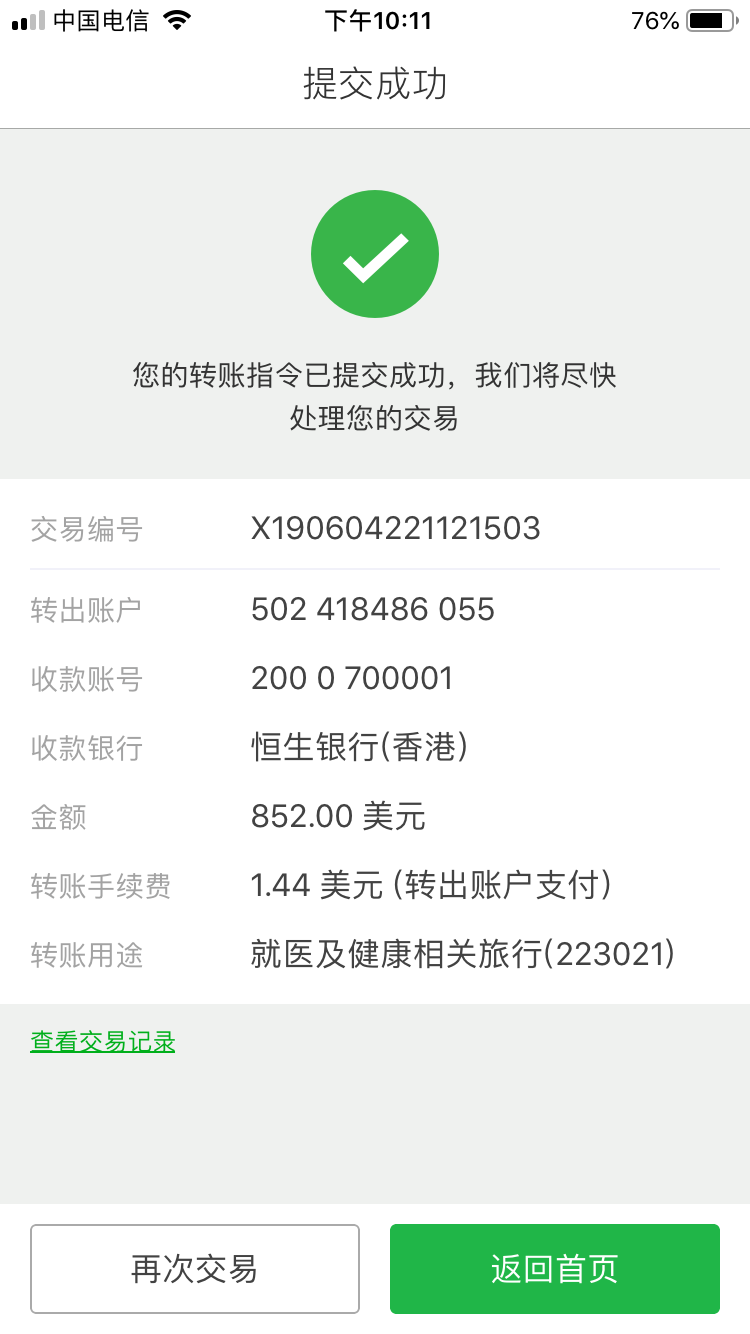 中国电信 下午10:11 76%
提交成功
您的转账指令已提交成功，我们将尽快
处理您的交易
交易编号 X190604221121503
转出账户 502 418486 055
收款账号 200 0 700001
收款银行 恒生银行(香港)
金额 852.00 美元
转账手续费 1.44 美元 (转出账户支付)
转账用途 就医及健康相关旅行(223021)
查看交易记录
再次交易 返回首页